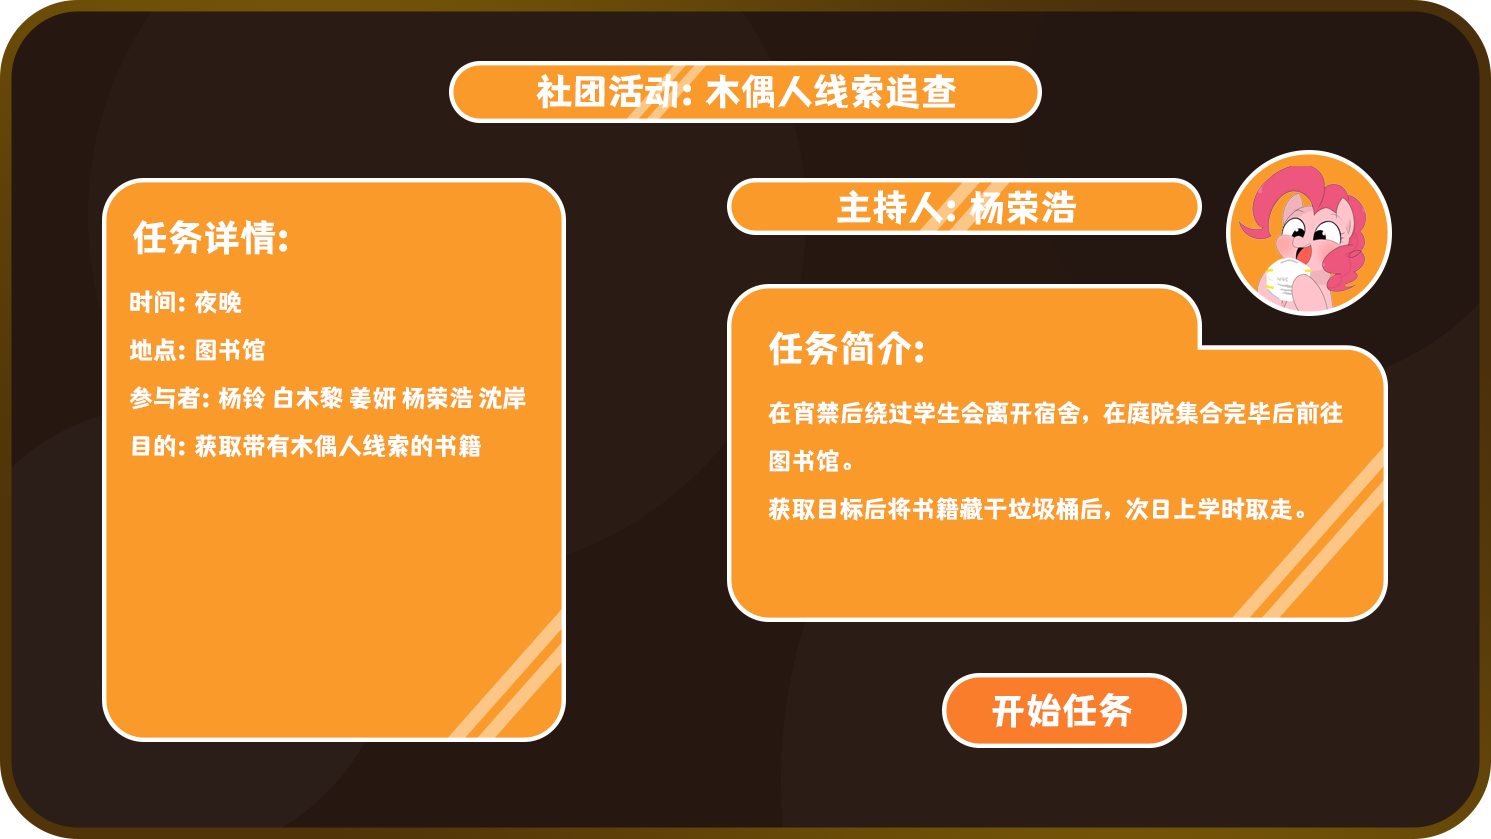 社团活动: 木偶人线索追查
任务详情:
时间: 夜晚
地点: 图书馆
参与者: 杨铃 白木黎 姜妍 杨荣浩 沈岸
目的: 获取带有木偶人线索的书籍
主持人: 杨荣浩
任务简介:
在宵禁后绕过学生会离开宿舍，在庭院集合完毕后前往
图书馆。
获取目标后将书籍藏于垃圾桶后，次日上学时取走。
开始任务